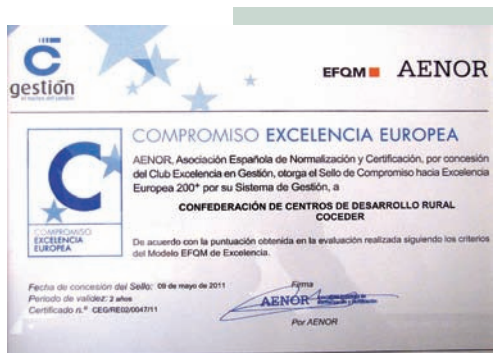 gestión
EFQM AENOR
COMPROMISO EXCELENCIA EUROPEA
AENOR, Asociación Española de Normalización y Certificación, por concesión
del Club Excelencia en Gestión, otorga el Sello de Compromiso hacia Excelencia
Europea 200+ por su Sistema de Gestión, a
CONFEDERACIÓN DE CENTROS DE DESARROLLO RURAL
COCEDER
COMPROMISO
EXCELENCIA
EUROPEA
De acuerdo con la puntuación obtenida en la evaluación realizada siguiendo los criterios
del Modelo EFQM de Excelencia.
Fecha de concesión del Sello: 09 de mayo de 2011
Periodo de validez: 2 años
Certificado n.º CEG/RE02/0047/11
Firma
AENOR
Por AENOR